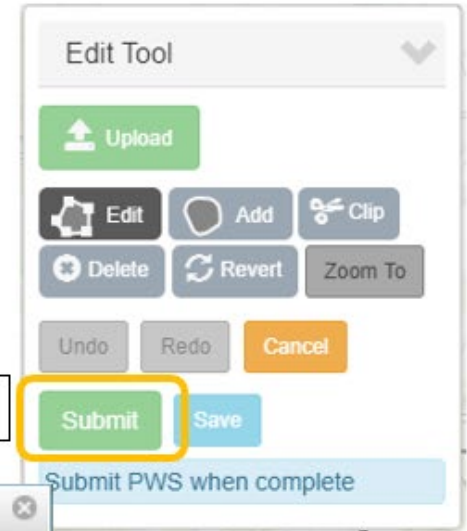 Edit Tool
Upload
Edit Add Clip
Delete Revert Zoom To
Undo Redo Cancel
Submit Save
Submit PWS when complete